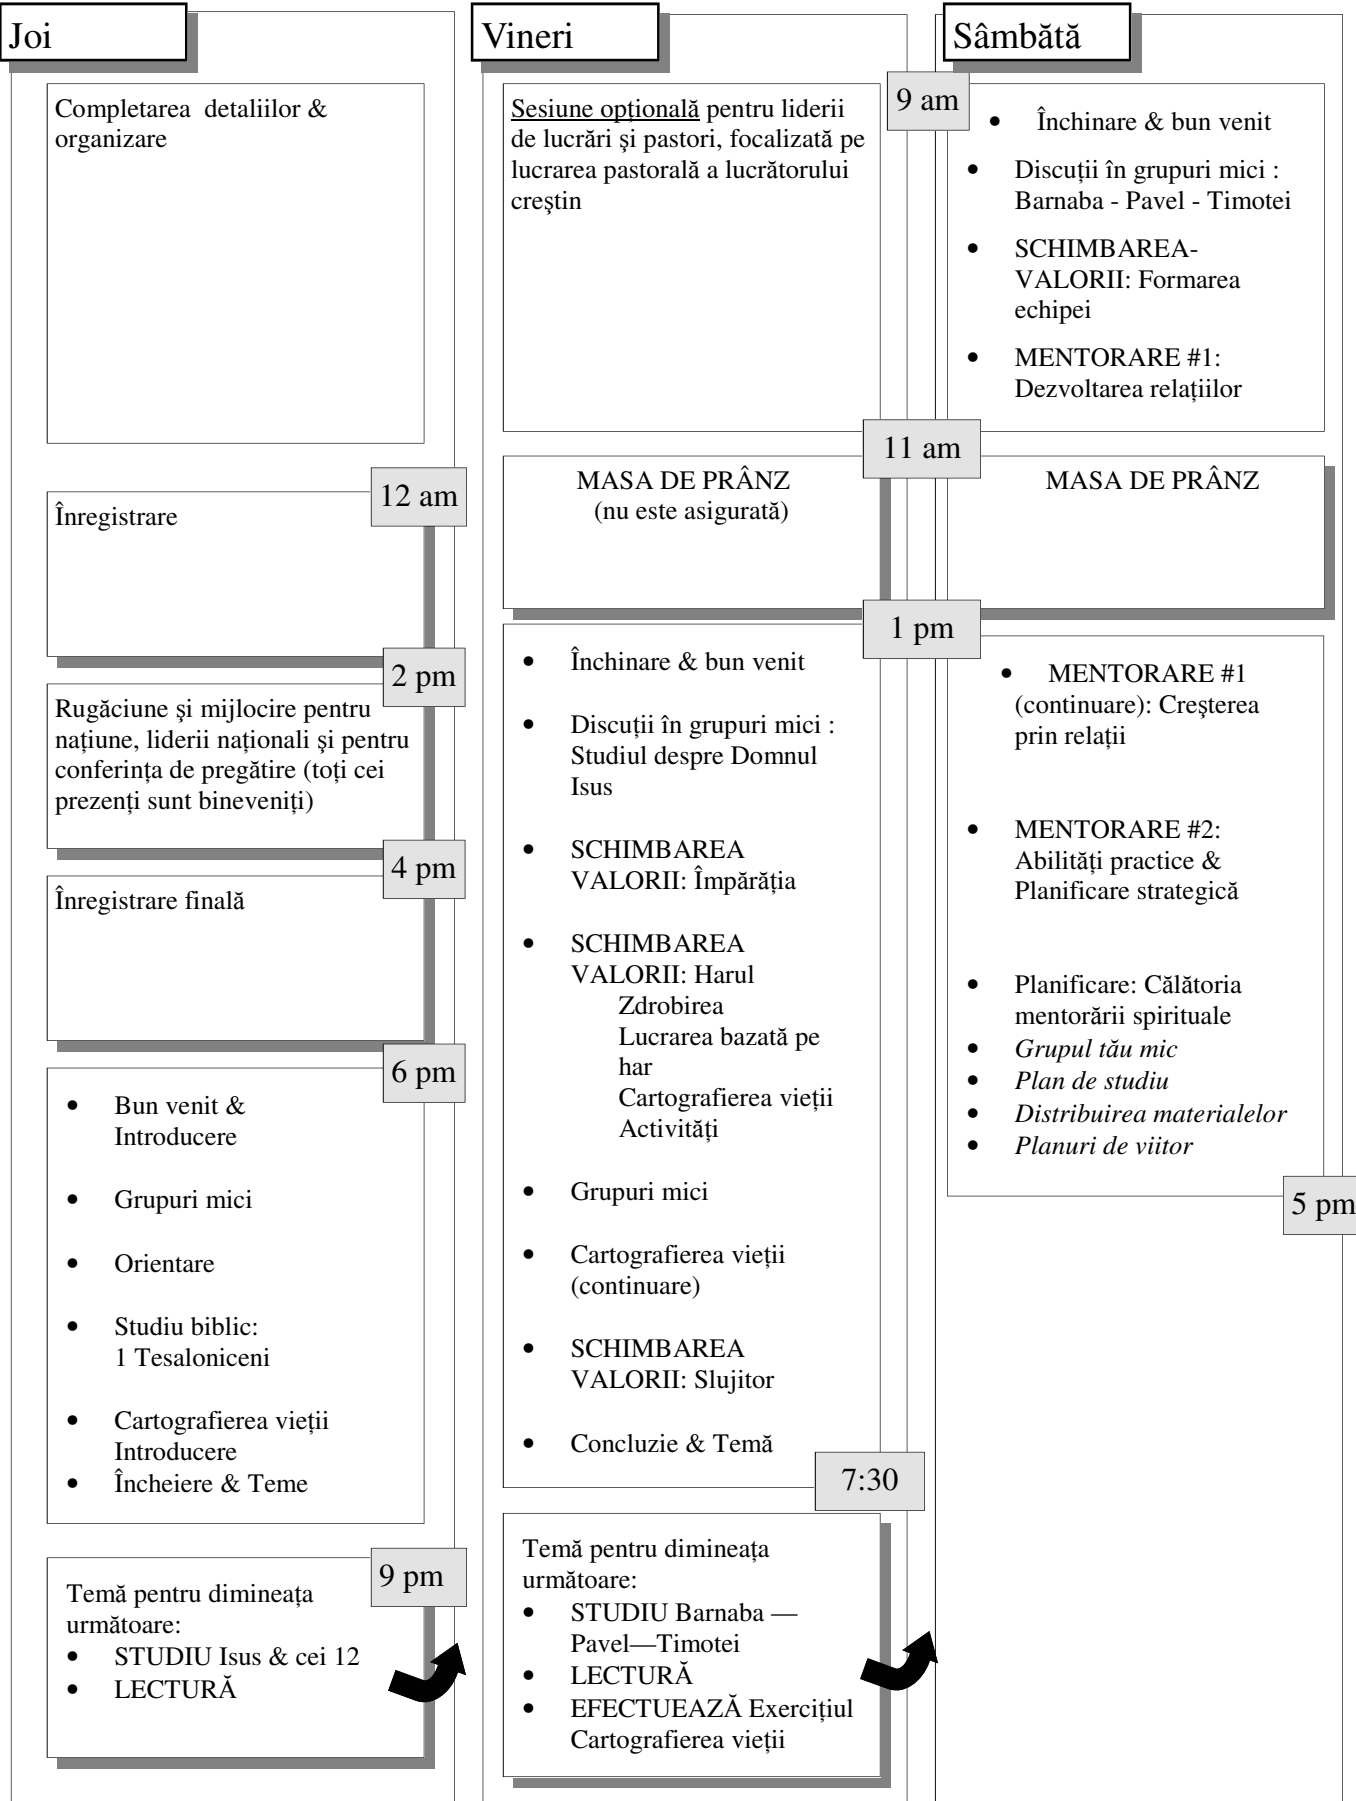 Joi
Completarea  detaliilor &
organizare
12 am
Înregistrare
2 pm
Rugăciune şi mijlocire pentru
națiune, liderii naționali şi pentru
conferința de pregătire (toți cei
prezenți sunt bineveniți)
4 pm
Înregistrare finală
6 pm
• Bun venit &
Introducere
• Grupuri mici
• Orientare
• Studiu biblic:
1 Tesaloniceni
• Cartografierea vieții
Introducere
• Încheiere & Teme
9 pm
Temă pentru dimineața
următoare:
• STUDIU Isus & cei 12
• LECTURĂ
Vineri
Sesiune opțională pentru liderii
de lucrări şi pastori, focalizată pe
lucrarea pastorală a lucrătorului
creştin
9 am
11 am
MASA DE PRÂNZ
(nu este asigurată)
1 pm
• Închinare & bun venit
• Discuții în grupuri mici :
Studiul despre Domnul
Isus
• SCHIMBAREA
VALORII: Împărăția
• SCHIMBAREA
VALORII: Harul
Zdrobirea
Lucrarea bazată pe
har
Cartografierea vieții
Activități
• Grupuri mici
• Cartografierea vieții
(continuare)
• SCHIMBAREA
VALORII: Slujitor
• Concluzie & Temă
7:30
Temă pentru dimineața
următoare:
• STUDIU Barnaba —
Pavel—Timotei
• LECTURĂ
• EFECTUEAZĂ Exercițiul
Cartografierea vieții
Sâmbătă
• Închinare & bun venit
• Discuții în grupuri mici :
Barnaba - Pavel - Timotei
• SCHIMBAREA-
VALORII: Formarea
echipei
• MENTORARE #1:
Dezvoltarea relațiilor
MASA DE PRÂNZ
• MENTORARE #1
(continuare): Creşterea
prin relații
• MENTORARE #2:
Abilități practice &
Planificare strategică
• Planificare: Călătoria
mentorării spirituale
• Grupul tău mic
• Plan de studiu
• Distribuirea materialelor
• Planuri de viitor
5 pm